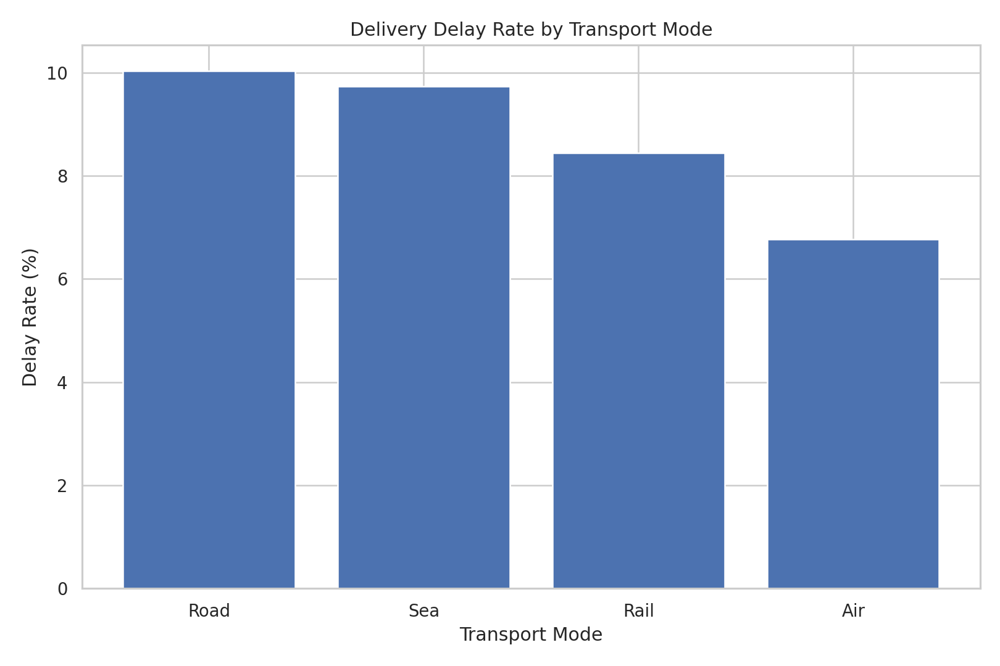 Delivery Delay Rate by Transport Mode
Delay Rate (%)
10
8
6
4
2
0
Road Sea Rail Air
Transport Mode